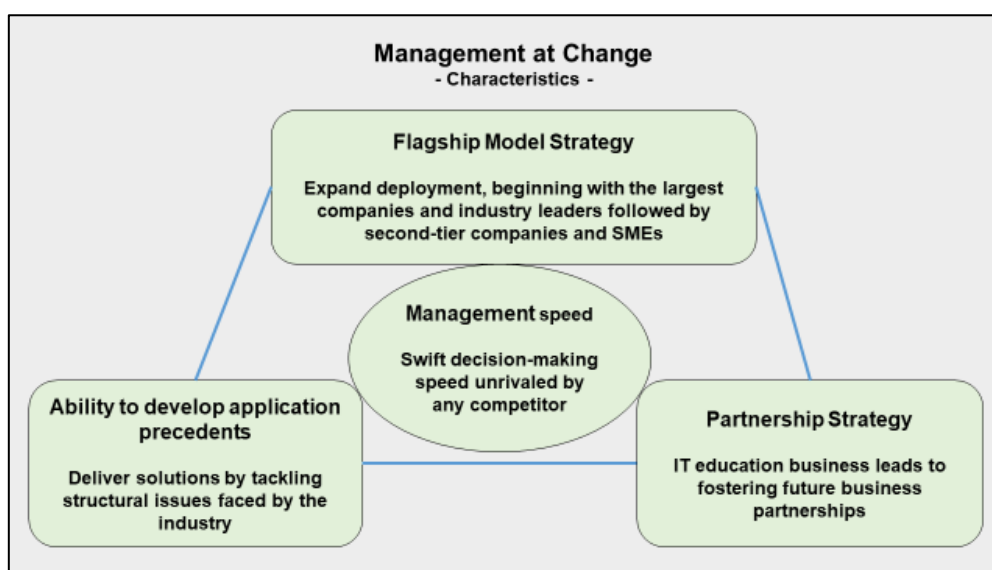 Management at Change
- Characteristics -
Flagship Model Strategy
Expand deployment, beginning with the largest
companies and industry leaders followed by
second-tier companies and SMEs
Management speed
Swift decision-making
speed unrivaled by
any competitor
Ability to develop application
precedents
Deliver solutions by tackling
structural issues faced by the
industry
Partnership Strategy
IT education business leads to
fostering future business
partnerships